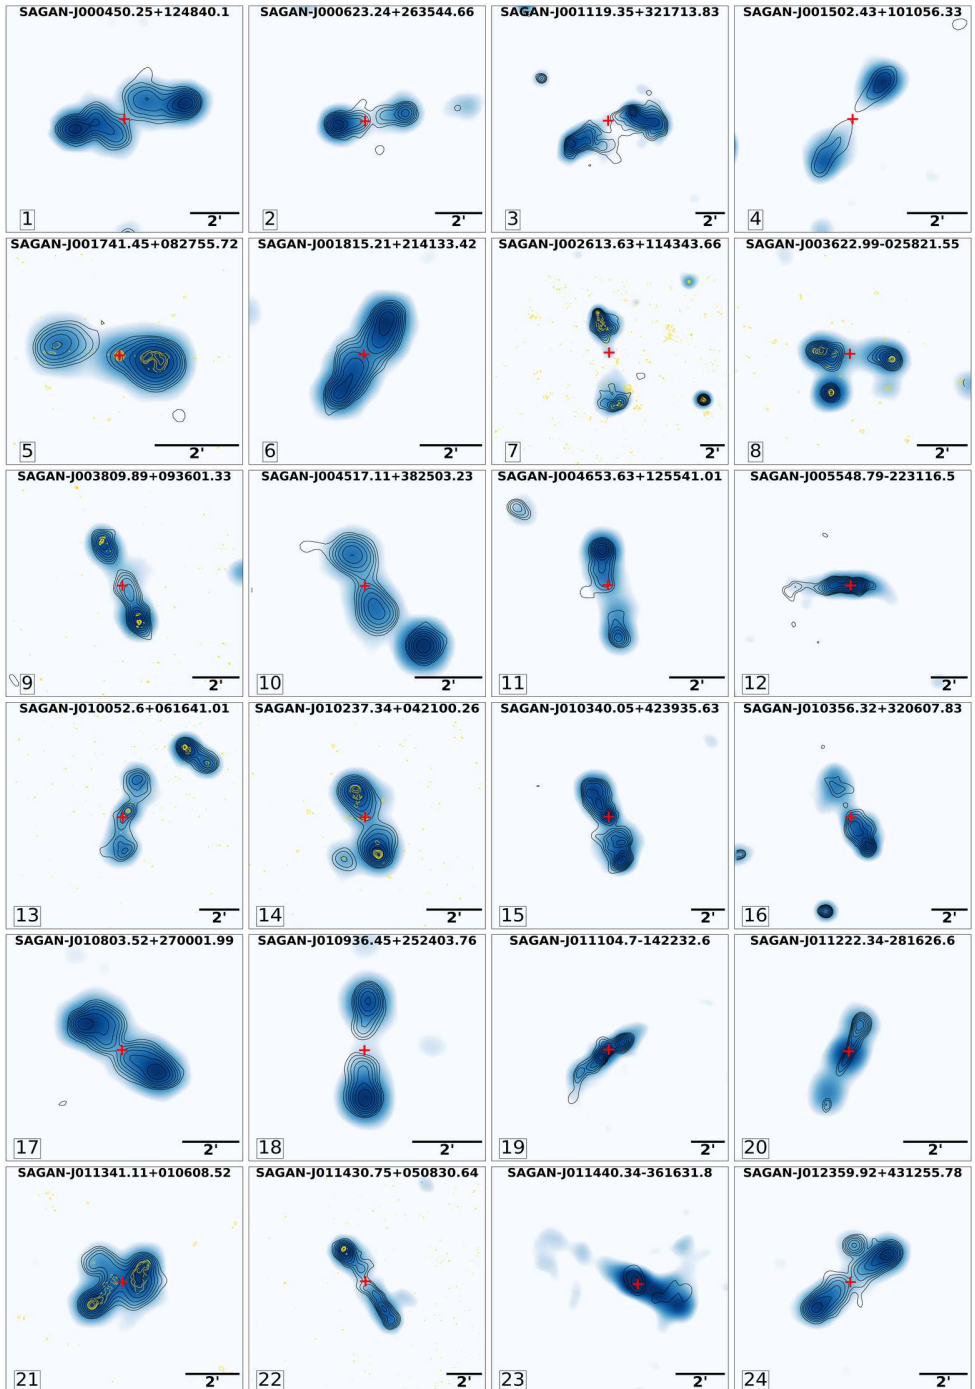 SAGAN-J000450.25+124840.1
1
2'
SAGAN-J000623.24+263544.66
2
2'
SAGAN-J001119.35+321713.83
3
2'
SAGAN-J001502.43+101056.33
4
2'
SAGAN-J001741.45+082755.72
5
2'
SAGAN-J001815.21+214133.42
6
2'
SAGAN-J002613.63+114343.66
7
2'
SAGAN-J003622.99-025821.55
8
2'
SAGAN-J003809.89+093601.33
9
2'
SAGAN-J004517.11+382503.23
10
2'
SAGAN-J004653.63+125541.01
11
2'
SAGAN-J005548.79-223116.5
12
2'
SAGAN-J010052.6+061641.01
13
2'
SAGAN-J010237.34+042100.26
14
2'
SAGAN-J010340.05+423935.63
15
2'
SAGAN-J010356.32+320607.83
16
2'
SAGAN-J010803.52+270001.99
17
2'
SAGAN-J010936.45+252403.76
18
2'
SAGAN-J011104.7-142232.6
19
2'
SAGAN-J011222.34-281626.6
20
2'
SAGAN-J011341.11+010608.52
21
2'
SAGAN-J011430.75+050830.64
22
2'
SAGAN-J011440.34-361631.8
23
2'
SAGAN-J012359.92+431255.78
24
2'